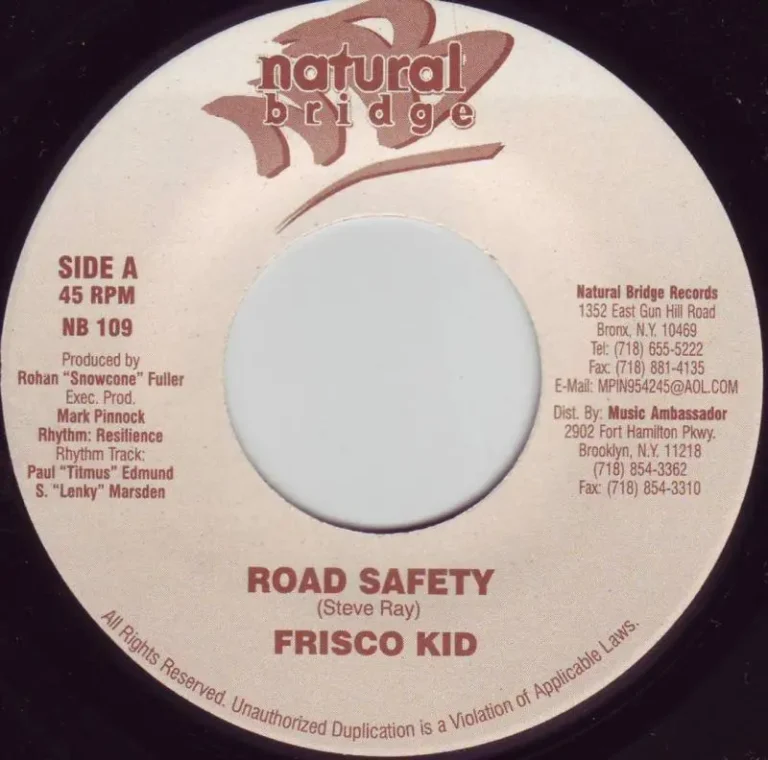 natural
bridge
SIDE A
45 RPM
NB 109
Produced by
Rohan "Snowcone" Fuller
Exec. Prod.
Mark Pinnock
Rhythm: Resilience
Rhythm Track:
Paul "Titmus" Edmund
S. "Lenky" Marsden
Natural Bridge Records
1352 East Gun Hill Road
Bronx, N.Y. 10469
Tel: (718) 655-5222
Fax: (718) 881-4135
E-Mail: MPIN954245@AOL.COM
Dist. By: Music Ambassador
2902 Fort Hamilton Pkwy.
Brooklyn, N.Y. 11218
(718) 854-3362
Fax: (718) 854-3310
ROAD SAFETY
(Steve Ray)
FRISCO KID
All Rights Reserved. Unauthorized Duplication is a Violation of Applicable Laws.